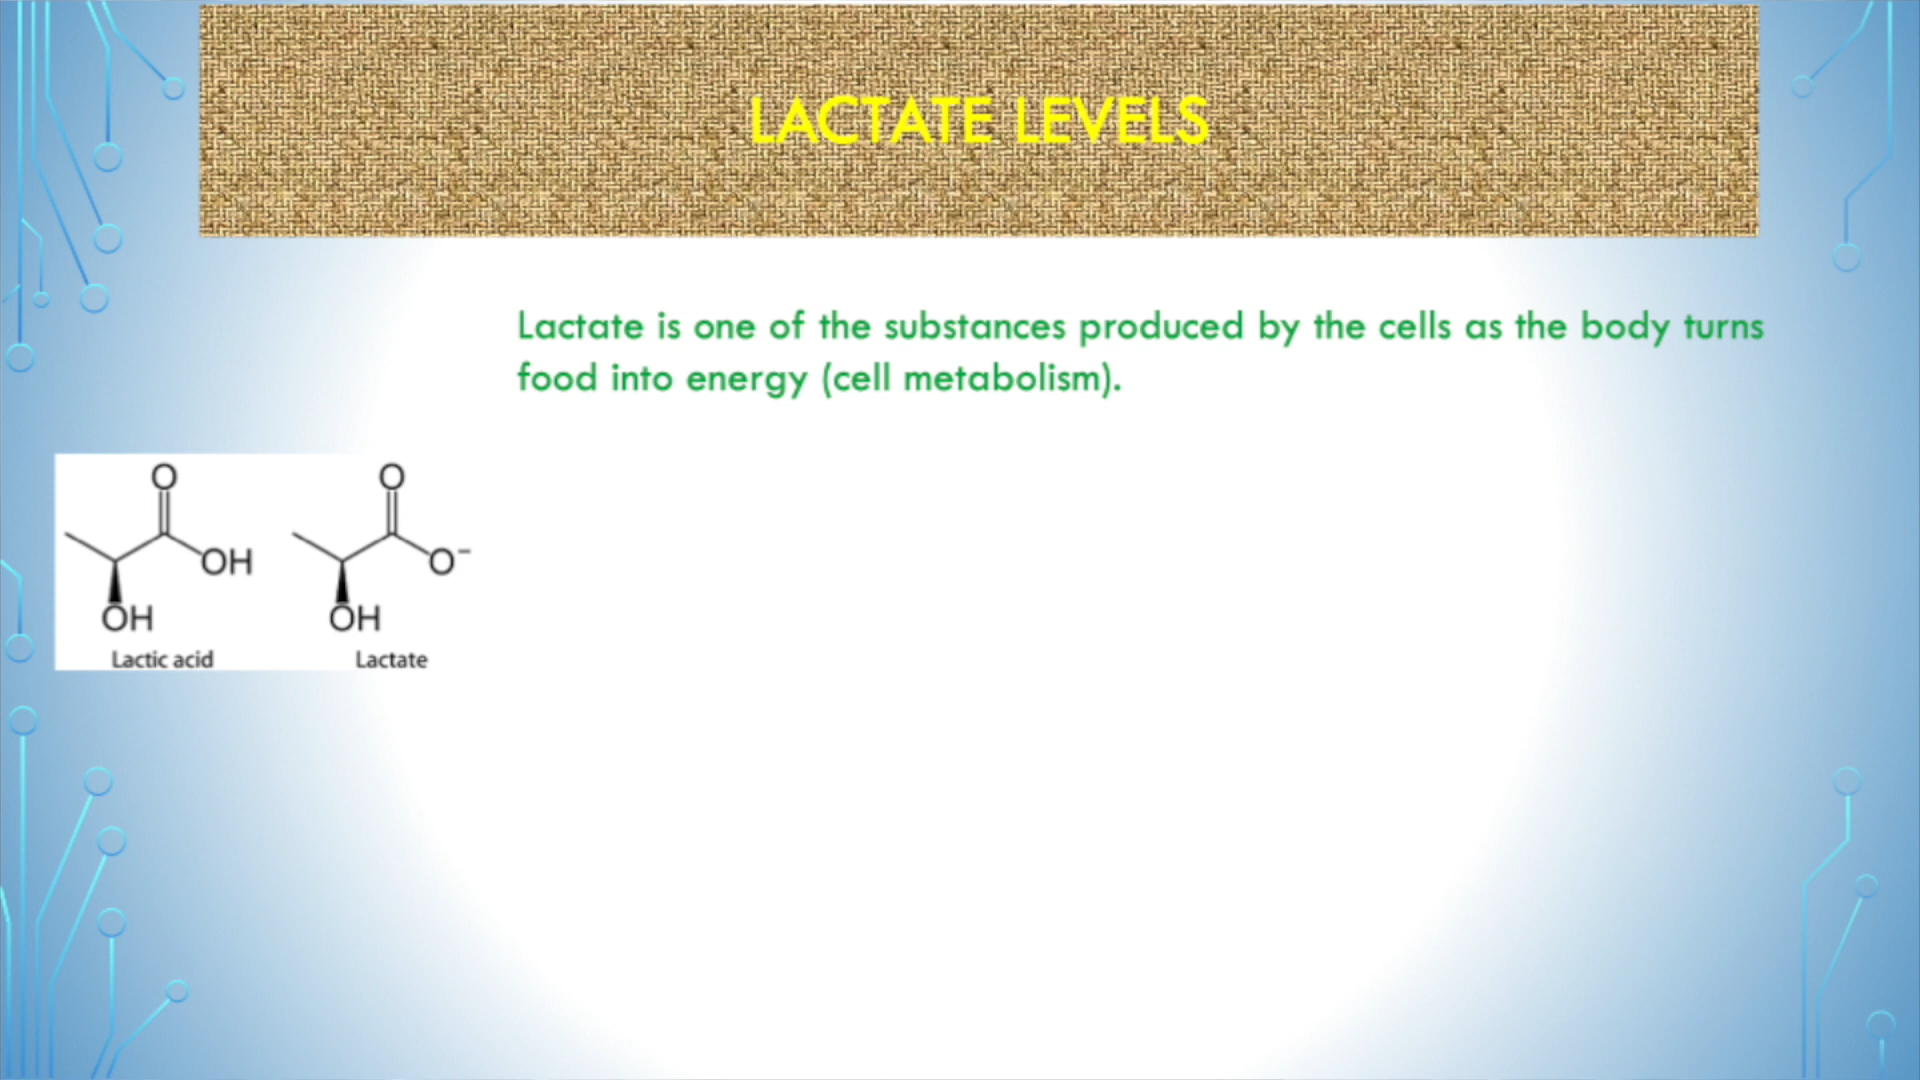 LACTATE LEVELS
Lactate is one of the substances produced by the cells as the body turns
food into energy (cell metabolism).
O
OH
OH
Lactic acid
O
O⁻
OH
Lactate